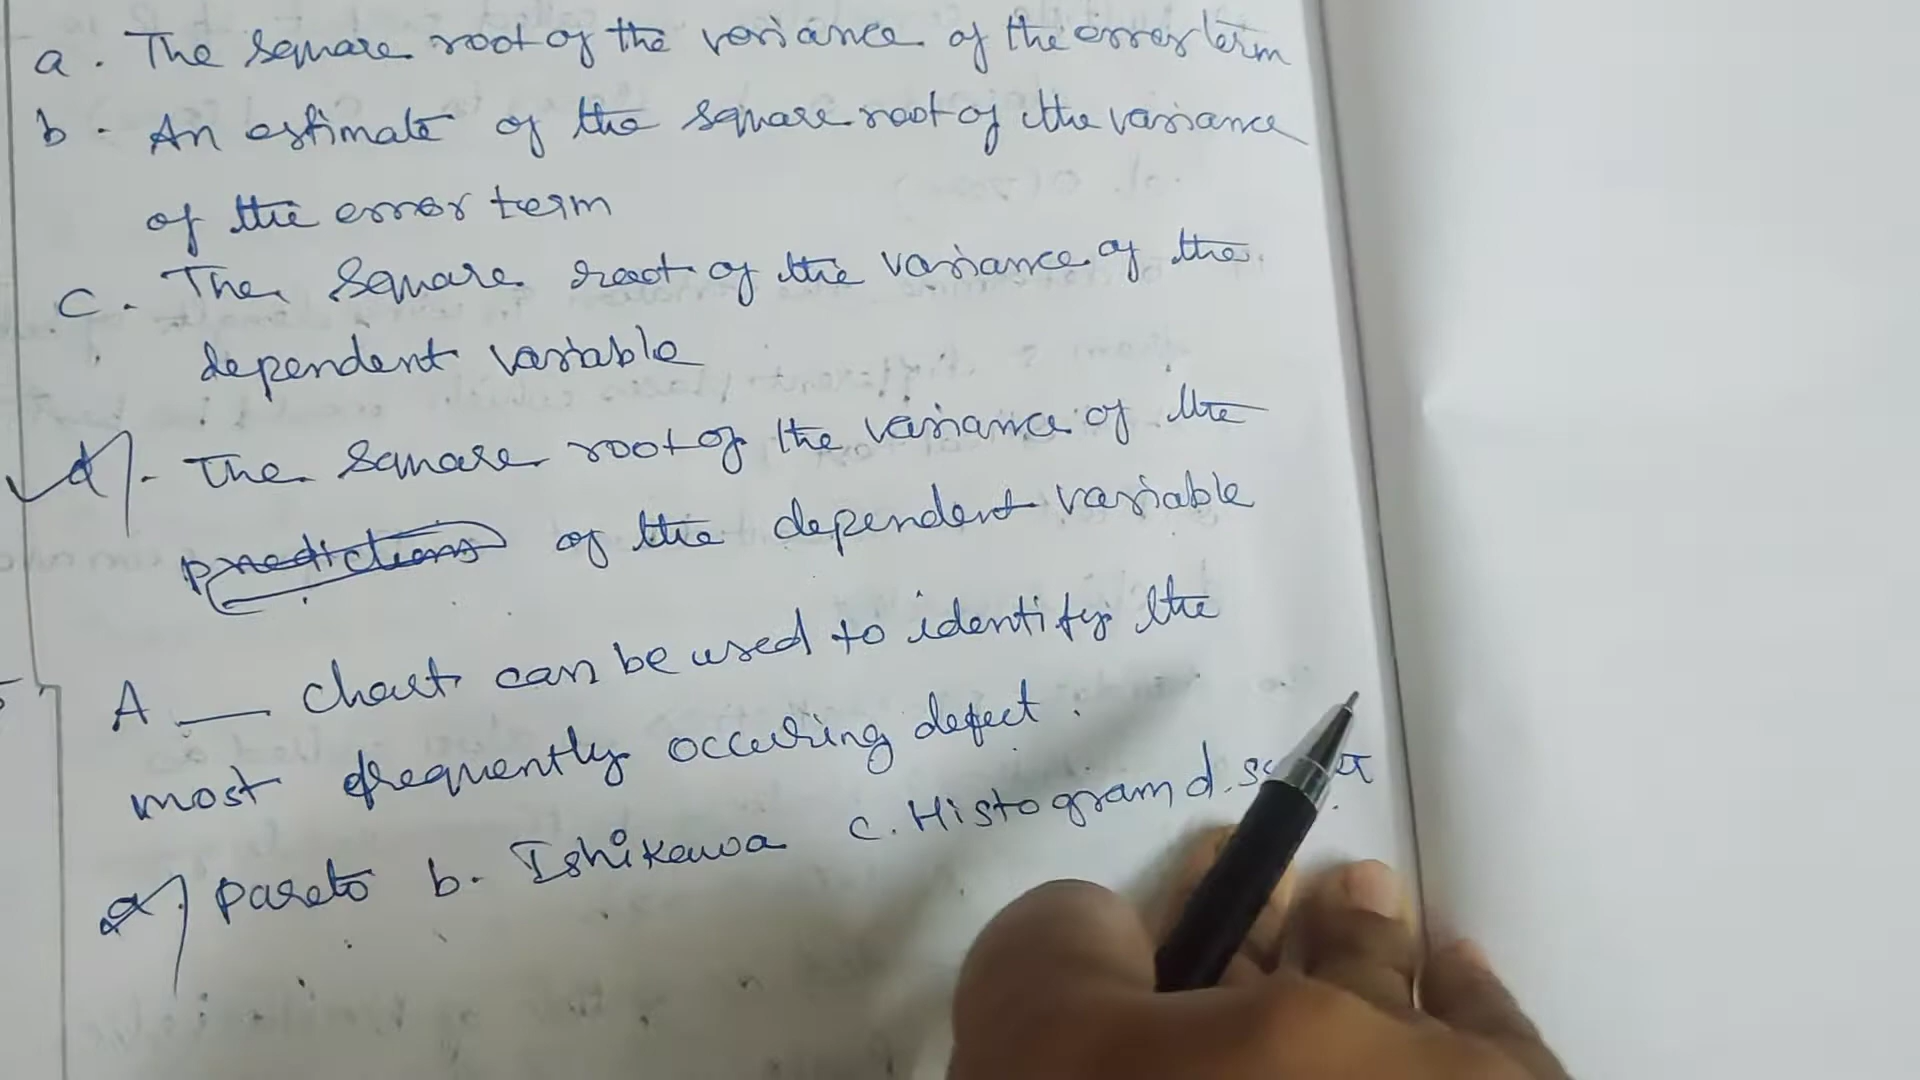 a. The square root of the variance of the error term
b. An estimate of the square root of the variance
of the error term
c. The square root of the variance of the
dependent variable
d. The square root of the variance of the
predictions of the dependent variable
A ___ chart can be used to identify the
most frequently occuring defect.
a. pareto b. Ishikawa c. Histogram d.